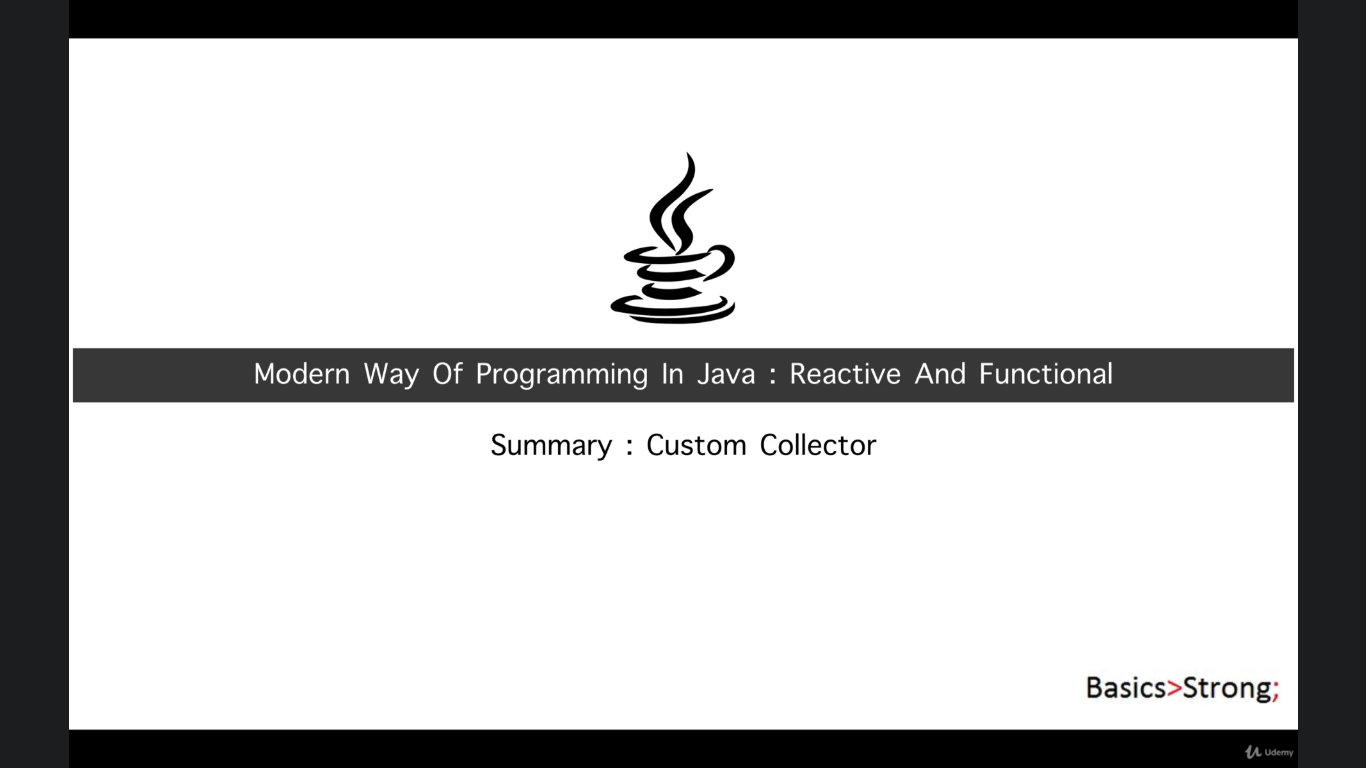 Modern Way Of Programming In Java : Reactive And Functional
Summary : Custom Collector
Basics>Strong;
Udemy